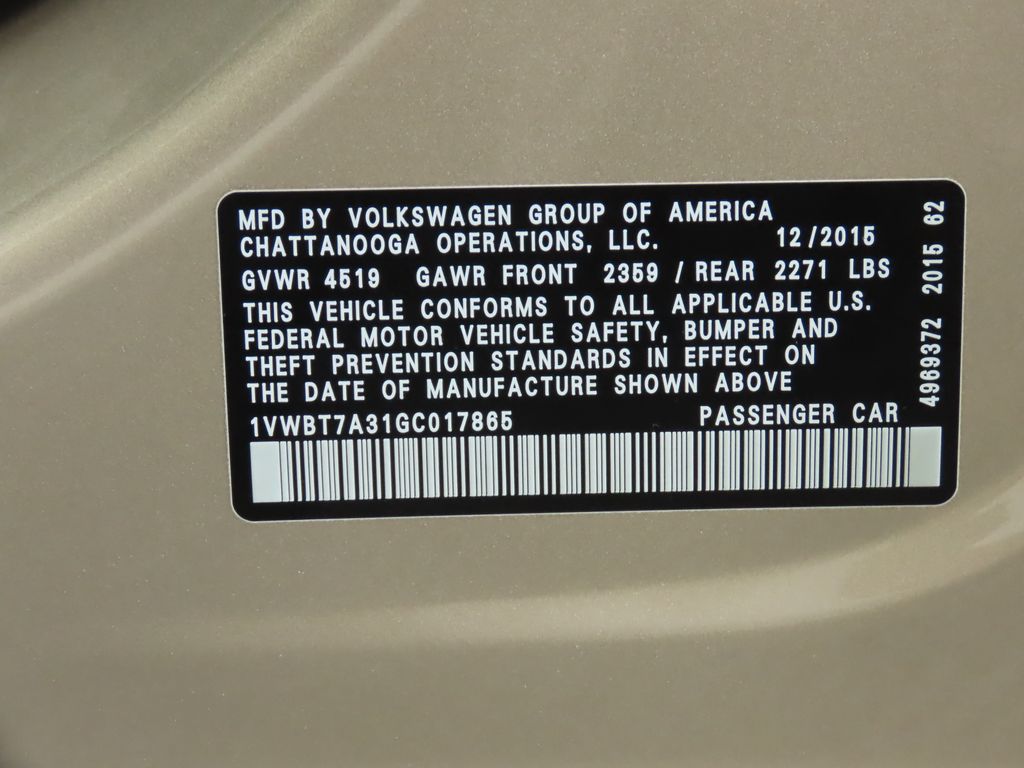 MFD BY VOLKSWAGEN GROUP OF AMERICA
CHATTANOOGA OPERATIONS, LLC. 12/2015
GVWR 4519 GAWR FRONT 2359 / REAR 2271 LBS
THIS VEHICLE CONFORMS TO ALL APPLICABLE U.S.
FEDERAL MOTOR VEHICLE SAFETY, BUMPER AND
THEFT PREVENTION STANDARDS IN EFFECT ON
THE DATE OF MANUFACTURE SHOWN ABOVE
1VWBT7A31GC017865 PASSENGER CAR
4969372 2015 62